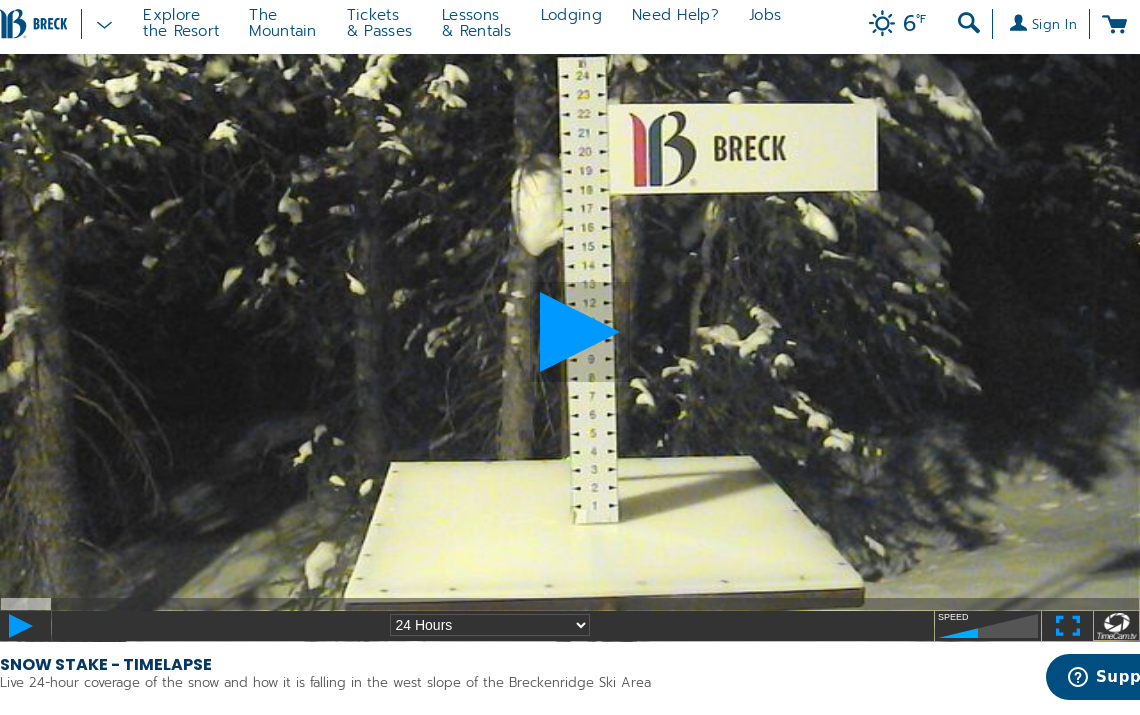 BRECK
Explore
the Resort
The
Mountain
Tickets
& Passes
Lessons
& Rentals
Lodging
Need Help?
Jobs
6°F
Sign In
24
23
22
21
20
19
18
17
16
15
14
13
12
9
8
7
6
5
4
3
2
1
B BRECK
24 Hours
SPEED
TimeCam.tv
SNOW STAKE - TIMELAPSE
Live 24-hour coverage of the snow and how it is falling in the west slope of the Breckenridge Ski Area
Supp